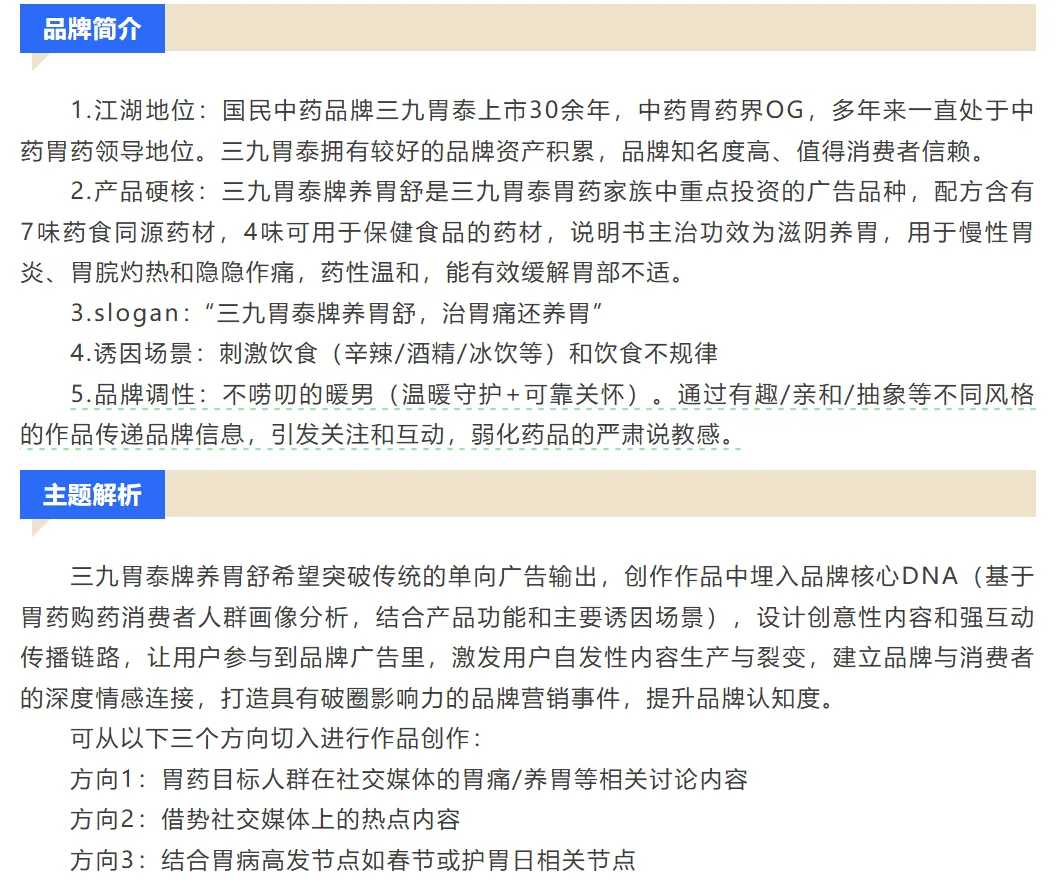 品牌简介
1.江湖地位：国民中药品牌三九胃泰上市30余年，中药胃药界OG，多年来一直处于中
药胃药领导地位。三九胃泰拥有较好的品牌资产积累，品牌知名度高、值得消费者信赖。
2.产品硬核：三九胃泰牌养胃舒是三九胃泰胃药家族中重点投资的广告品种，配方含有
7味药食同源药材，4味可用于保健食品的药材，说明书主治功效为滋阴养胃，用于慢性胃
炎、胃脘灼热和隐隐作痛，药性温和，能有效缓解胃部不适。
3.slogan：“三九胃泰牌养胃舒，治胃痛还养胃”
4.诱因场景：刺激饮食（辛辣/酒精/冰饮等）和饮食不规律
5.品牌调性：不唠叨的暖男（温暖守护+可靠关怀）。通过有趣/亲和/抽象等不同风格
的作品传递品牌信息，引发关注和互动，弱化药品的严肃说教感。
主题解析
三九胃泰牌养胃舒希望突破传统的单向广告输出，创作作品中埋入品牌核心DNA（基于
胃药购药消费者人群画像分析，结合产品功能和主要诱因场景），设计创意性内容和强互动
传播链路，让用户参与到品牌广告里，激发用户自发性内容生产与裂变，建立品牌与消费者
的深度情感连接，打造具有破圈影响力的品牌营销事件，提升品牌认知度。
可从以下三个方向切入进行作品创作：
方向1：胃药目标人群在社交媒体的胃痛/养胃等相关讨论内容
方向2：借势社交媒体上的热点内容
方向3：结合胃病高发节点如春节或护胃日相关节点